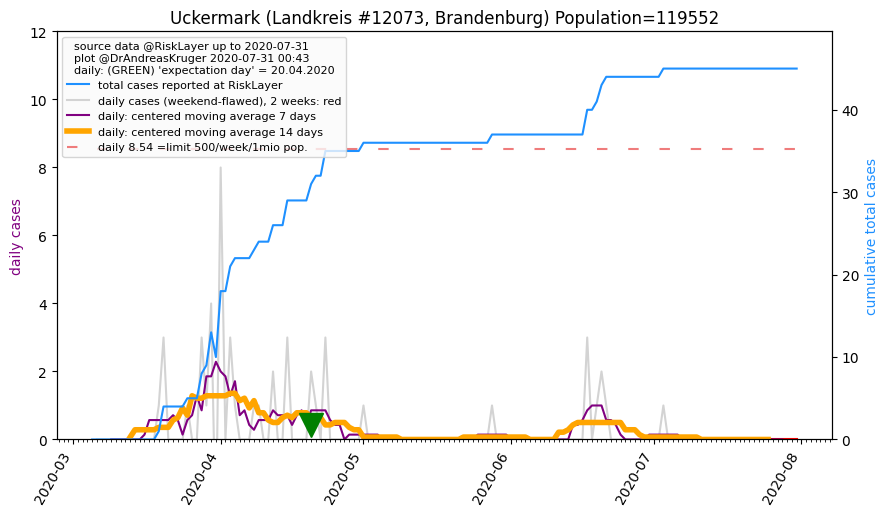 Uckermark (Landkreis #12073, Brandenburg) Population=119552
source data @RiskLayer up to 2020-07-31
plot @DrAndreasKruger 2020-07-31 00:43
daily: (GREEN) 'expectation day' = 20.04.2020
total cases reported at RiskLayer
daily cases (weekend-flawed), 2 weeks: red
daily: centered moving average 7 days
daily: centered moving average 14 days
daily 8.54 =limit 500/week/1mio pop.
daily cases
12
10
8
6
4
2
0
cumulative total cases
40
30
20
10
0
2020-03
2020-04
2020-05
2020-06
2020-07
2020-08